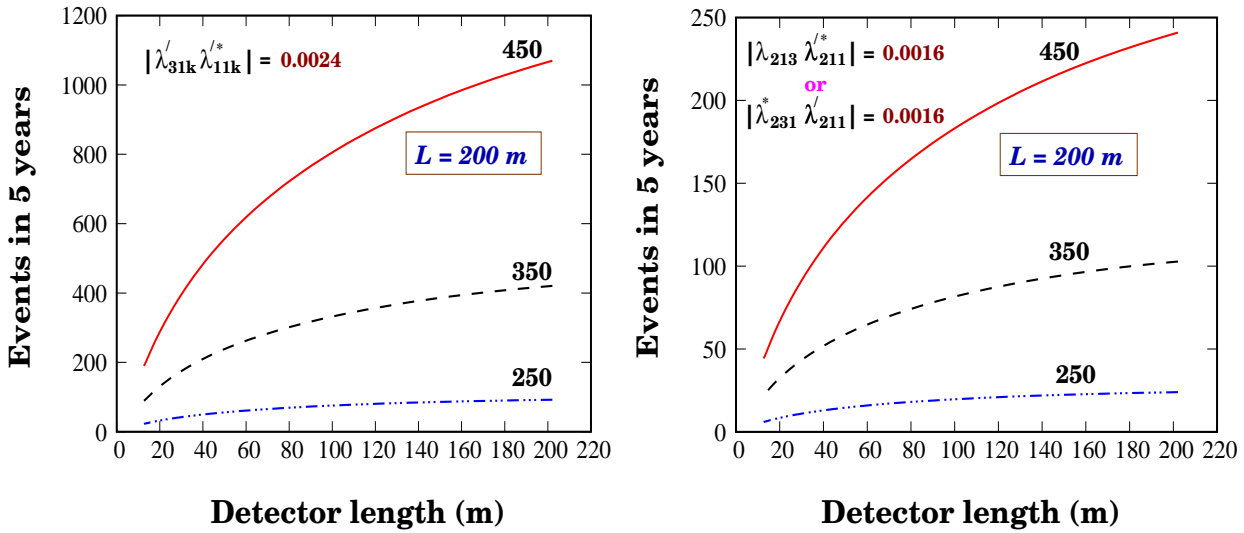 1200
1000
800
600
400
200
0
Events in 5 years
|λ′31k λ′*11k| = 0.0024
450
L = 200 m
350
250
0 20 40 60 80 100 120 140 160 180 200 220
Detector length (m)
250
200
150
100
50
0
Events in 5 years
|λ213 λ′*211| = 0.0016
or
|λ*231 λ′211| = 0.0016
450
L = 200 m
350
250
0 20 40 60 80 100 120 140 160 180 200 220
Detector length (m)